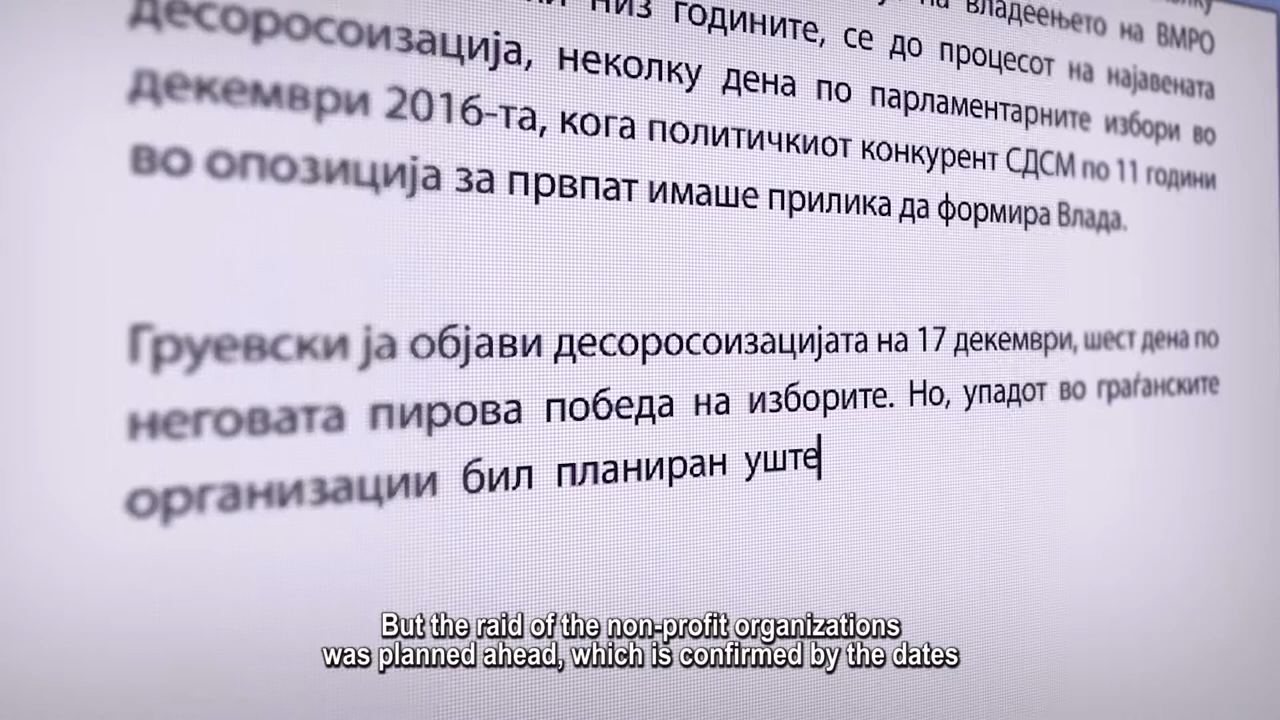 низ годините, се до процесот на најавената
на владеењето на ВМРО
десоросоизација, неколку дена по парламентарните избори во
декември 2016-та, кога политичкиот конкурент СДСМ по 11 години
во опозиција за првпат имаше прилика да формира Влада.
Груевски ја објави десоросоизацијата на 17 декември, шест дена по
неговата пирова победа на изборите. Но, упадот во граѓанските
организации бил планиран уште
But the raid of the non-profit organizations
was planned ahead, which is confirmed by the dates